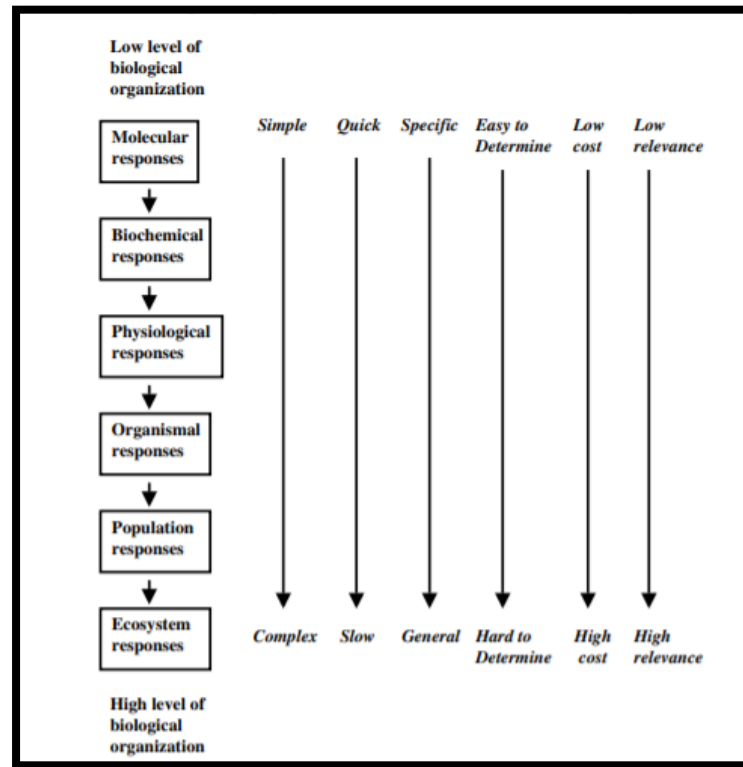 Low level of
biological
organization
Simple Quick Specific Easy to Low Low
Determine cost relevance
Molecular
responses
Biochemical
responses
Physiological
responses
Organismal
responses
Population
responses
Ecosystem
responses
Complex Slow General Hard to High High
Determine cost relevance
High level of
biological
organization